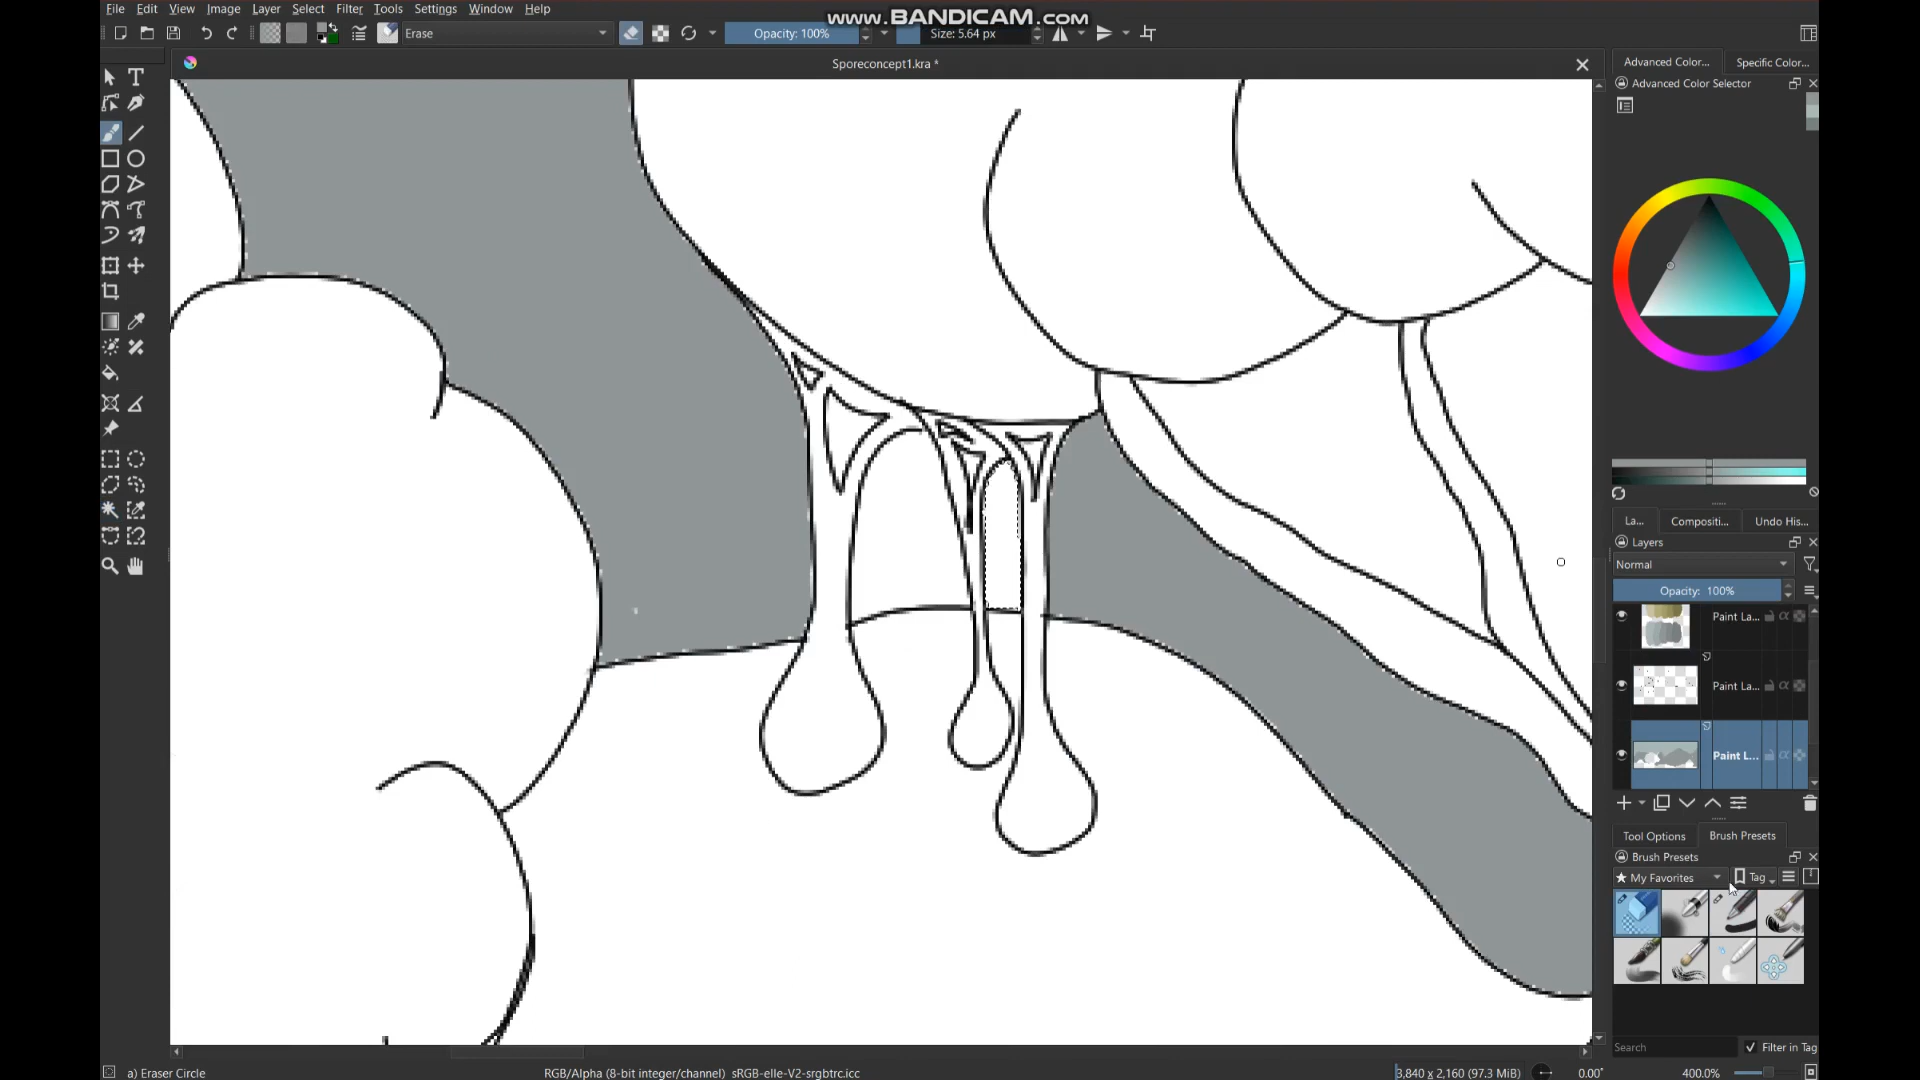 File Edit View Image Layer Select Filter Tools Settings Window Help
www.BANDICAM.com
Erase
Opacity: 100%
Size: 5.64 px
Sporeconcept1.kra *
Advanced Color...
Specific Color...
Advanced Color Selector
La...
Compositi...
Undo His...
Layers
Normal
Opacity: 100%
Paint La...
Paint La...
Paint L...
Tool Options
Brush Presets
Brush Presets
My Favorites
Tag
Search
Filter in Tag
a) Eraser Circle
RGB/Alpha (8-bit integer/channel) sRGB-elle-V2-srgbtrc.icc
3,840 x 2,160 (97.3 MiB)
0.00°
400.0%